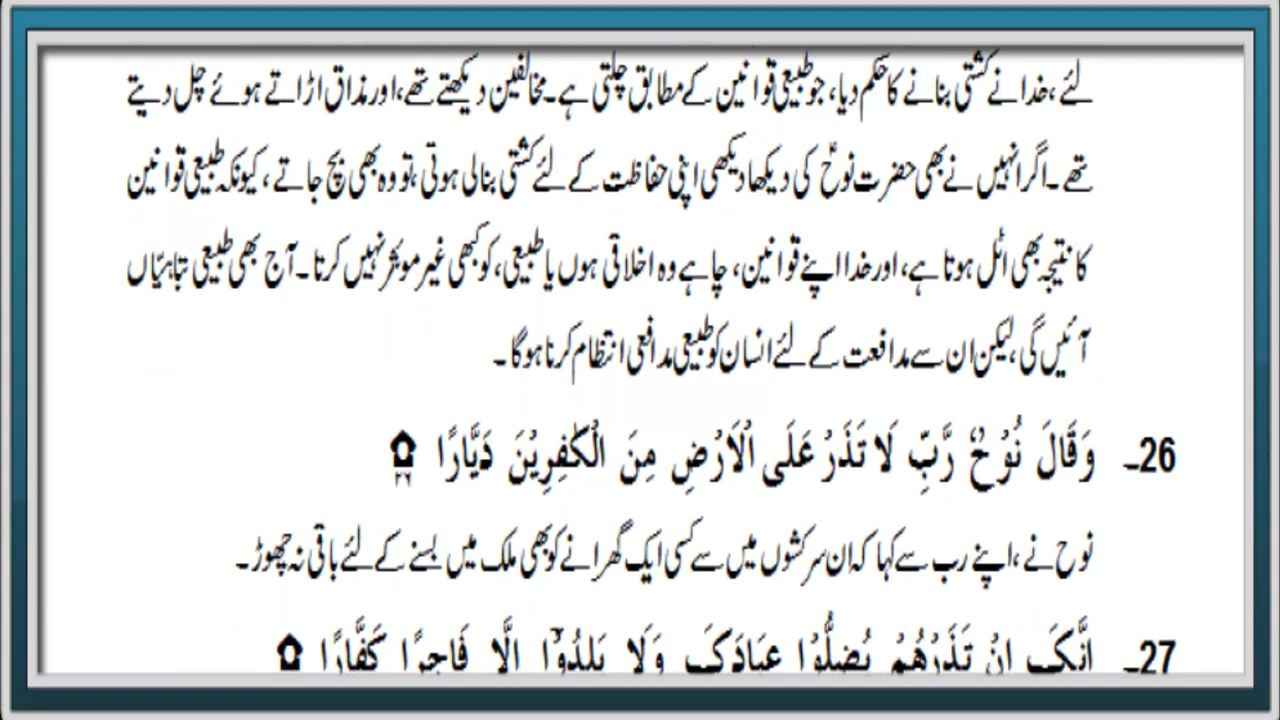 لئے، خدا نے کشتی بنانے کا حکم دیا، جو طبیعی قوانین کے مطابق چلتی ہے۔ مخالفین دیکھتے تھے، اور مذاق اڑاتے ہوئے چل دیتے
تھے۔ اگر انہیں نے بھی حضرت نوحؑ کی دیکھا دیکھی اپنی حفاظت کے لئے کشتی بنالی ہوتی، تو وہ بھی بچ جاتے، کیونکہ طبیعی قوانین
کا نتیجہ بھی اٹل ہوتا ہے، اور خدا اپنے قوانین، چاہے وہ اخلاقی ہوں یا طبیعی، کو کبھی غیر موئثر نہیں کرتا۔ آج بھی طبیعی تباہیاں
آئیں گی، لیکن ان سے مدافعت کے لئے انسان کو طبیعی مدافعی انتظام کرنا ہوگا۔
26۔ وَقَالَ نُوۡحٌ رَّبِّ لَا تَذَرۡ عَلَى الۡاَرۡضِ مِنَ الۡكٰفِرِيۡنَ دَيَّارًا ۲۶
نوح نے، اپنے رب سے کہا کہ ان سرکشوں میں سے کسی ایک گھرانے کو بھی ملک میں بسنے کے لئے باقی نہ چھوڑ۔
27۔ اِنَّكَ اِنۡ تَذَرۡهُمۡ يُضِلُّوۡا عِبَادَكَ وَلَا يَلِدُوۡۤا اِلَّا فَاجِرًا كَفَّارًا